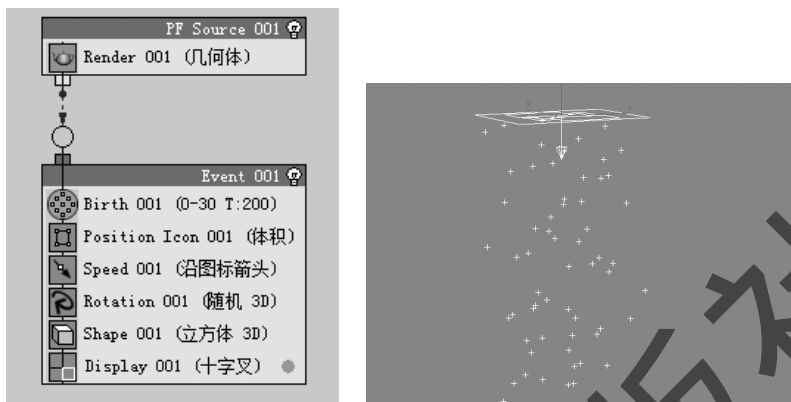 PF Source 001
Render 001 (几何体)
Event 001
Birth 001 (0-30 T:200)
Position Icon 001 (体积)
Speed 001 (沿图标箭头)
Rotation 001 (随机 3D)
Shape 001 (立方体 3D)
Display 001 (十字叉)